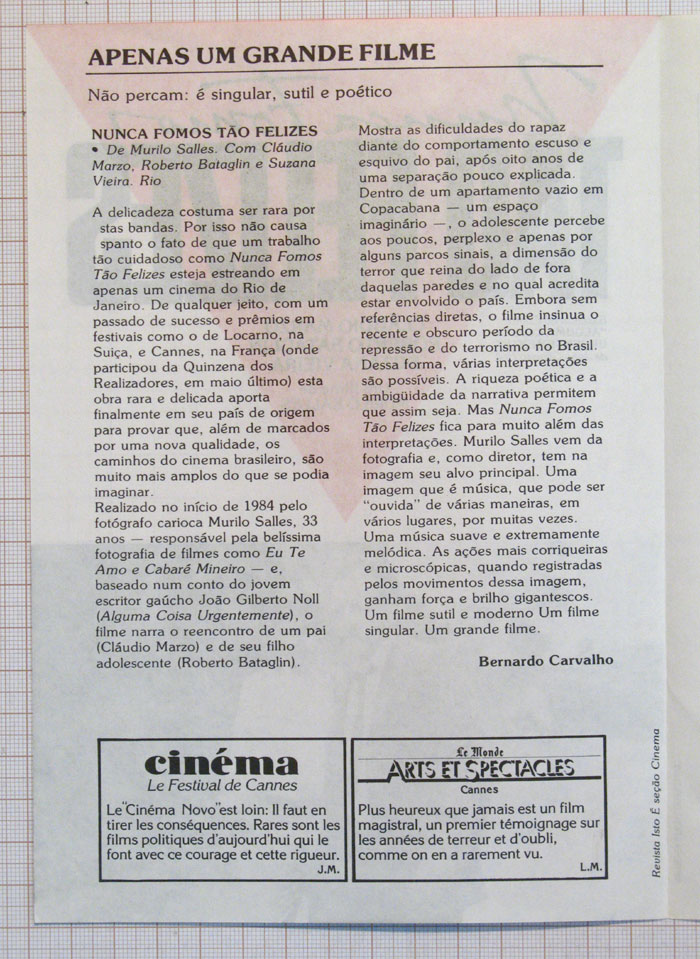 APENAS UM GRANDE FILME
Não percam: é singular, sutil e poético
NUNCA FOMOS TÃO FELIZES
• De Murilo Salles. Com Cláudio
Marzo, Roberto Bataglin e Suzana
Vieira. Rio
A delicadeza costuma ser rara por
stas bandas. Por isso não causa
spanto o fato de que um trabalho
tão cuidadoso como Nunca Fomos
Tão Felizes esteja estreando em
apenas um cinema do Rio de
Janeiro. De qualquer jeito, com um
passado de sucesso e prêmios em
festivais como o de Locarno, na
Suiça, e Cannes, na França (onde
participou da Quinzena dos
Realizadores, em maio último) esta
obra rara e delicada aporta
finalmente em seu país de origem
para provar que, além de marcados
por uma nova qualidade, os
caminhos do cinema brasileiro, são
muito mais amplos do que se podia
imaginar.
Realizado no início de 1984 pelo
fotógrafo carioca Murilo Salles, 33
anos — responsável pela belíssima
fotografia de filmes como Eu Te
Amo e Cabaré Mineiro — e,
baseado num conto do jovem
escritor gaúcho João Gilberto Noll
(Alguma Coisa Urgentemente), o
filme narra o reencontro de um pai
(Cláudio Marzo) e de seu filho
adolescente (Roberto Bataglin).
Mostra as dificuldades do rapaz
diante do comportamento escuso e
esquivo do pai, após oito anos de
uma separação pouco explicada.
Dentro de um apartamento vazio em
Copacabana — um espaço
imaginário —, o adolescente percebe
aos poucos, perplexo e apenas por
alguns parcos sinais, a dimensão do
terror que reina do lado de fora
daquelas paredes e no qual acredita
estar envolvido o país. Embora sem
referências diretas, o filme insinua o
recente e obscuro período da
repressão e do terrorismo no Brasil.
Dessa forma, várias interpretações
são possíveis. A riqueza poética e a
ambigüidade da narrativa permitem
que assim seja. Mas Nunca Fomos
Tão Felizes fica para muito além das
interpretações. Murilo Salles vem da
fotografia e, como diretor, tem na
imagem seu alvo principal. Uma
imagem que é música, que pode ser
“ouvida” de várias maneiras, em
vários lugares, por muitas vezes.
Uma música suave e extremamente
melódica. As ações mais corriqueiras
e microscópicas, quando registradas
pelos movimentos dessa imagem,
ganham força e brilho gigantescos.
Um filme sutil e moderno Um filme
singular. Um grande filme.
Bernardo Carvalho
cinéma
Le Festival de Cannes
Le "Cinéma Novo" est loin: Il faut en
tirer les conséquences. Rares sont les
films politiques d'aujourd'hui qui le
font avec ce courage et cette rigueur.
J.M.
Le Monde
ARTS ET SPECTACLES
Cannes
Plus heureux que jamais est un film
magistral, un premier témoignage sur
les années de terreur et d'oubli,
comme on en a rarement vu.
L.M.
Revista Isto É seção Cinema